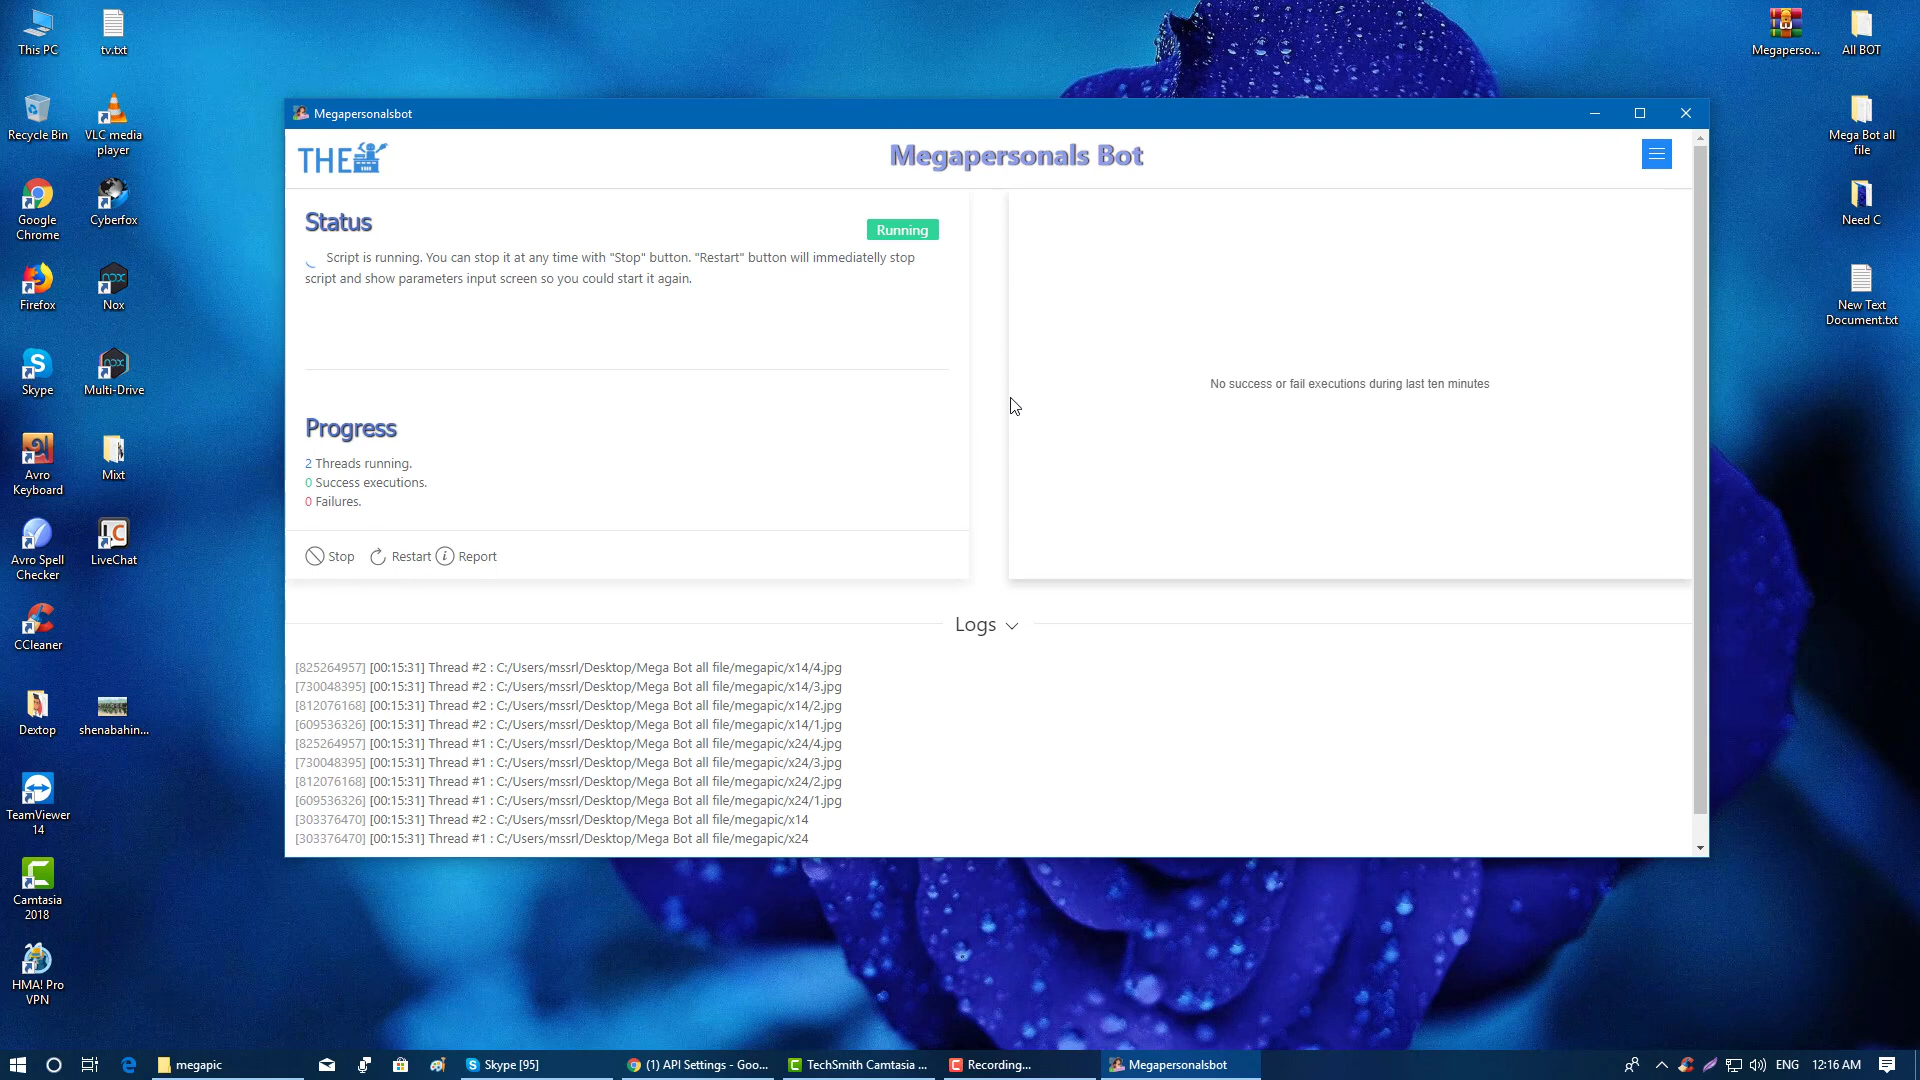 This PC
tv.txt
Megaperso...
All BOT
Megapersonalsbot
Recycle Bin
VLC media
player
Mega Bot all
file
THE
Megapersonals Bot
Google
Chrome
Cyberfox
Need C
Status
Running
Script is running. You can stop it at any time with "Stop" button. "Restart" button will immediatelly stop
script and show parameters input screen so you could start it again.
Firefox
Nox
New Text
Document.txt
Skype
Multi-Drive
No success or fail executions during last ten minutes
Progress
2 Threads running.
0 Success executions.
0 Failures.
Avro
Keyboard
Mixt
Stop
Restart
Report
Avro Spell
Checker
LiveChat
CCleaner
Logs
[825264957] [00:15:31] Thread #2 : C:/Users/mssrl/Desktop/Mega Bot all file/megapic/x14/4.jpg
[730048395] [00:15:31] Thread #2 : C:/Users/mssrl/Desktop/Mega Bot all file/megapic/x14/3.jpg
[812076168] [00:15:31] Thread #2 : C:/Users/mssrl/Desktop/Mega Bot all file/megapic/x14/2.jpg
[609536326] [00:15:31] Thread #2 : C:/Users/mssrl/Desktop/Mega Bot all file/megapic/x14/1.jpg
[825264957] [00:15:31] Thread #1 : C:/Users/mssrl/Desktop/Mega Bot all file/megapic/x24/4.jpg
[730048395] [00:15:31] Thread #1 : C:/Users/mssrl/Desktop/Mega Bot all file/megapic/x24/3.jpg
[812076168] [00:15:31] Thread #1 : C:/Users/mssrl/Desktop/Mega Bot all file/megapic/x24/2.jpg
[609536326] [00:15:31] Thread #1 : C:/Users/mssrl/Desktop/Mega Bot all file/megapic/x24/1.jpg
[303376470] [00:15:31] Thread #2 : C:/Users/mssrl/Desktop/Mega Bot all file/megapic/x14
[303376470] [00:15:31] Thread #1 : C:/Users/mssrl/Desktop/Mega Bot all file/megapic/x24
Dextop
shenabahin...
TeamViewer
14
Camtasia
2018
HMA! Pro
VPN
megapic
Skype [95]
(1) API Settings - Goo...
TechSmith Camtasia ...
Recording...
Megapersonalsbot
ENG
12:16 AM